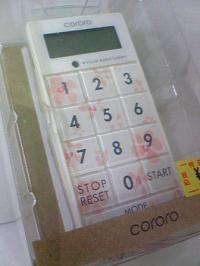 cororo
1 2 3
4 5 6
7 8 9
STOP
RESET
0
START
MODE
cororo